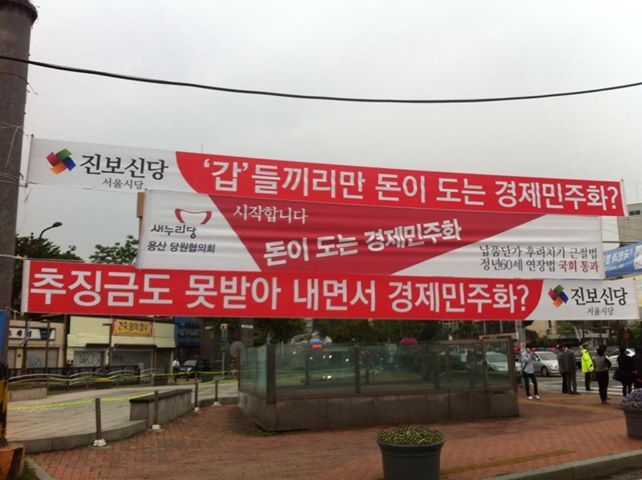 진보신당
서울시당
‘갑’들끼리만 돈이 도는 경제민주화?
새누리당
용산 당원협의회
시작합니다
돈이 도는 경제민주화
납품단가 후려치기 근절법
정년60세 연장법 국회 통과
추징금도 못받아 내면서 경제민주화?
진보신당
서울시당